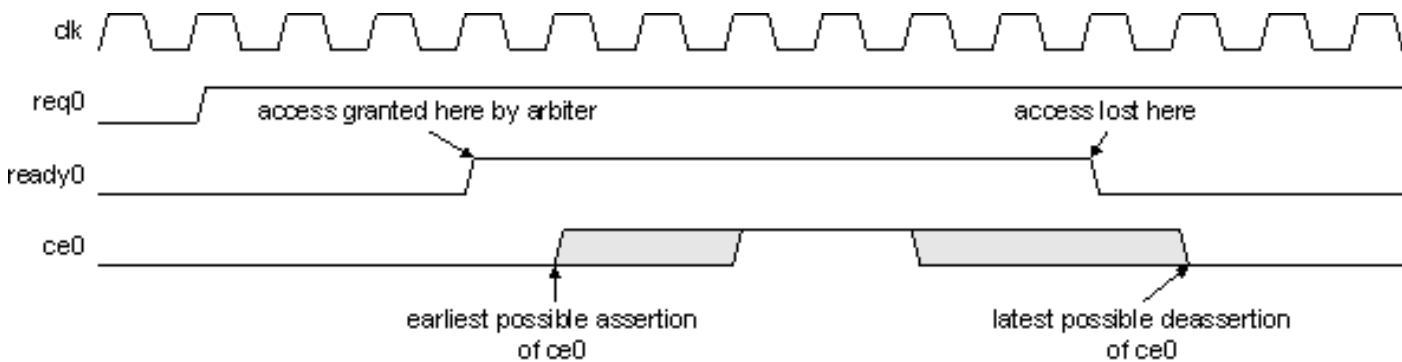 clk
req0
access granted here by arbiter
access lost here
ready0
ce0
earliest possible assertion
of ce0
latest possible deassertion
of ce0